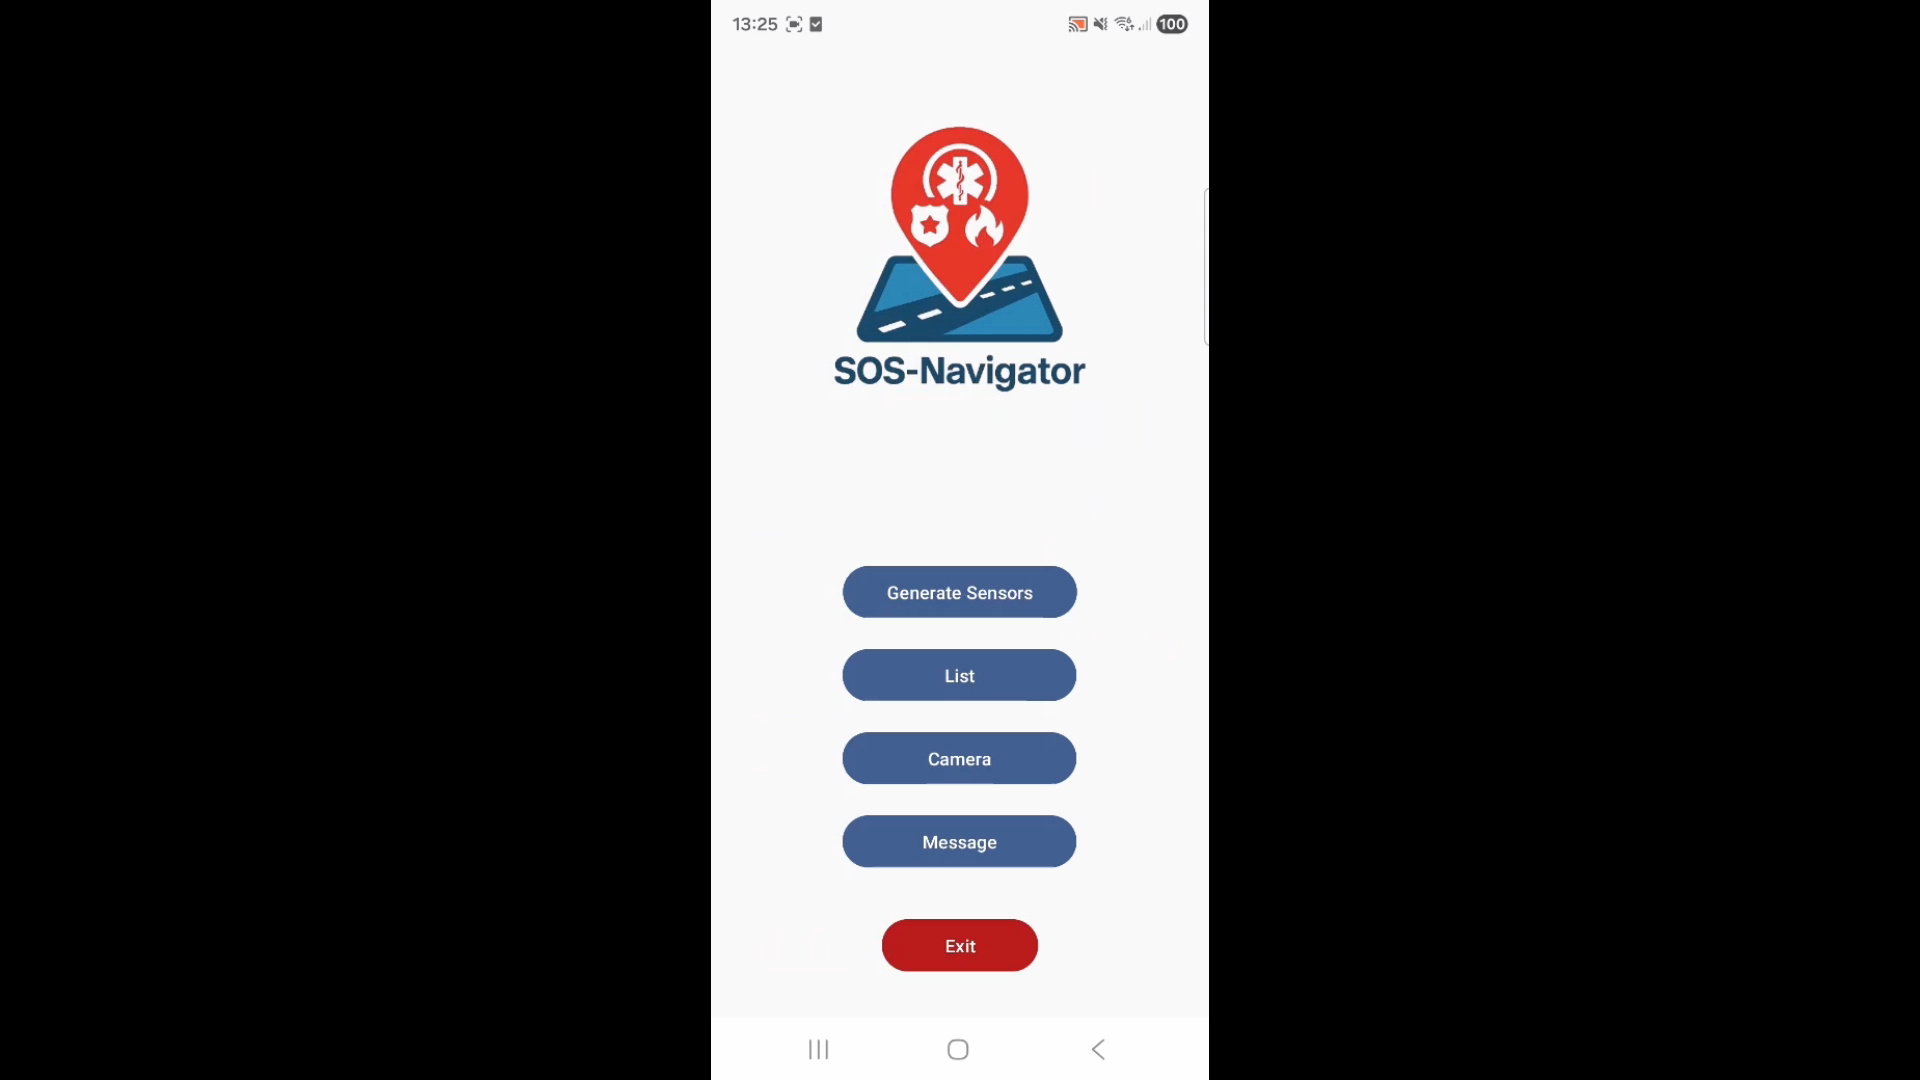 13:25
100
SOS-Navigator
Generate Sensors
List
Camera
Message
Exit